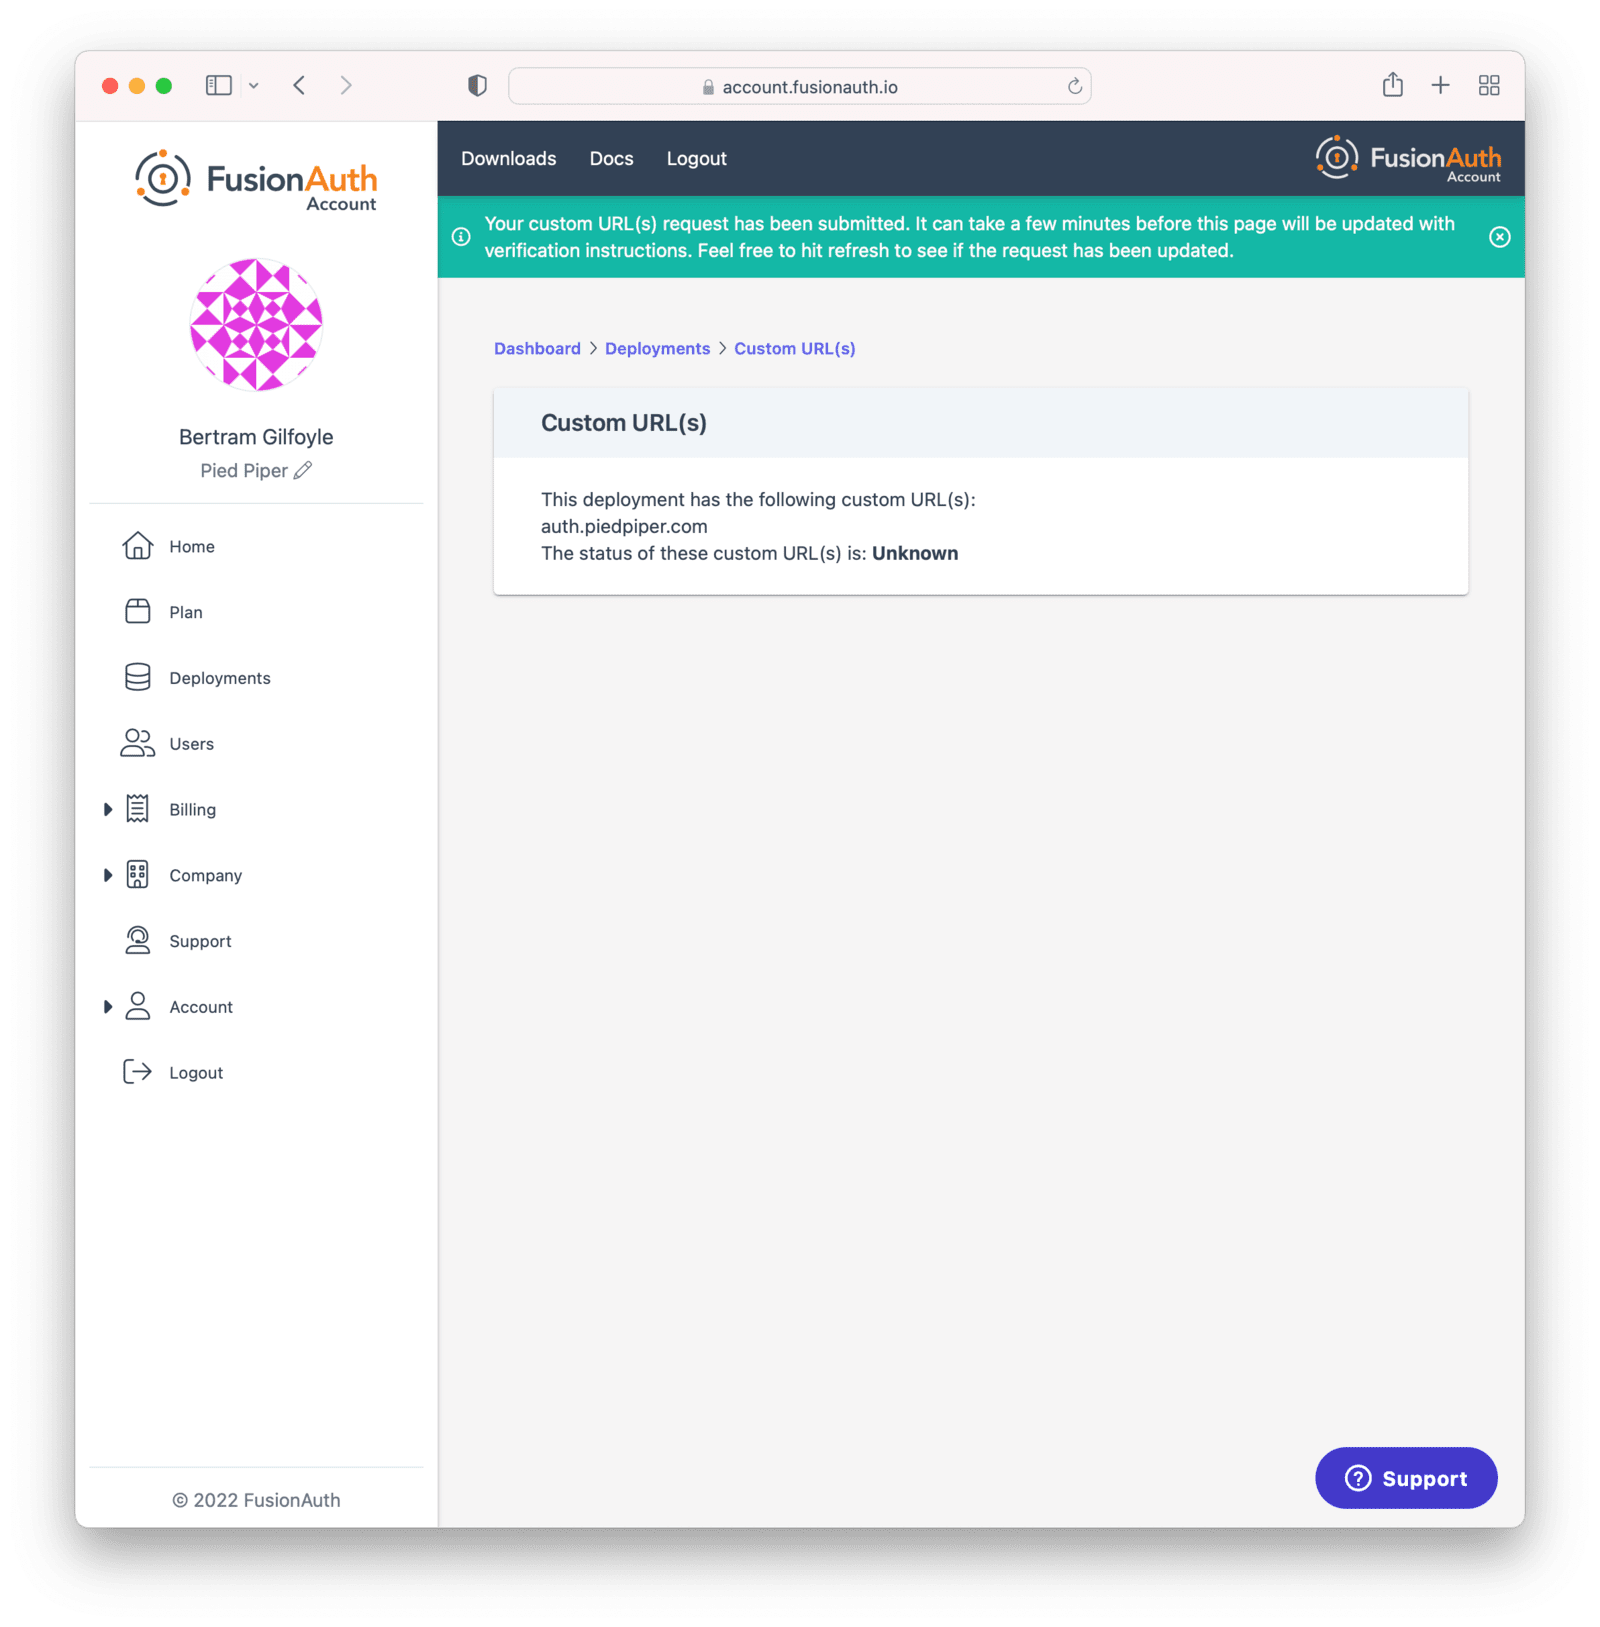 account.fusionauth.io
FusionAuth
Account
Bertram Gilfoyle
Pied Piper
Home
Plan
Deployments
Users
Billing
Company
Support
Account
Logout
© 2022 FusionAuth
Downloads Docs Logout
FusionAuth
Account
Your custom URL(s) request has been submitted. It can take a few minutes before this page will be updated with
verification instructions. Feel free to hit refresh to see if the request has been updated.
Dashboard > Deployments > Custom URL(s)
Custom URL(s)
This deployment has the following custom URL(s):
auth.piedpiper.com
The status of these custom URL(s) is: Unknown
Support